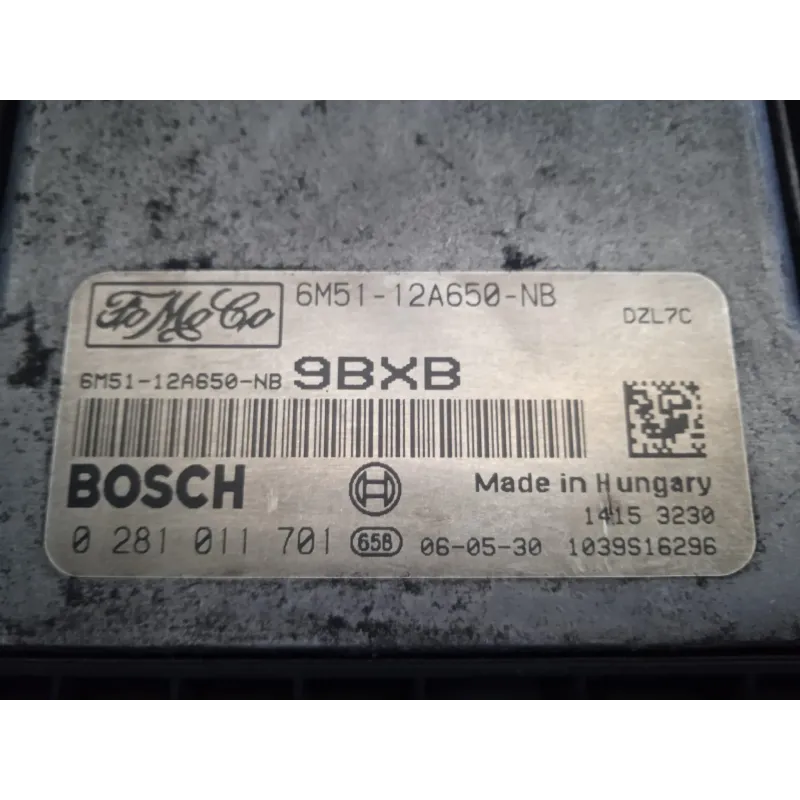 FoMoCo 6M51-12A650-NB
DZL7C
6M51-12A650-NB 9BXB
BOSCH
Made in Hungary
1415 3230
0 281 011 701 65B 06-05-30 1039S16296